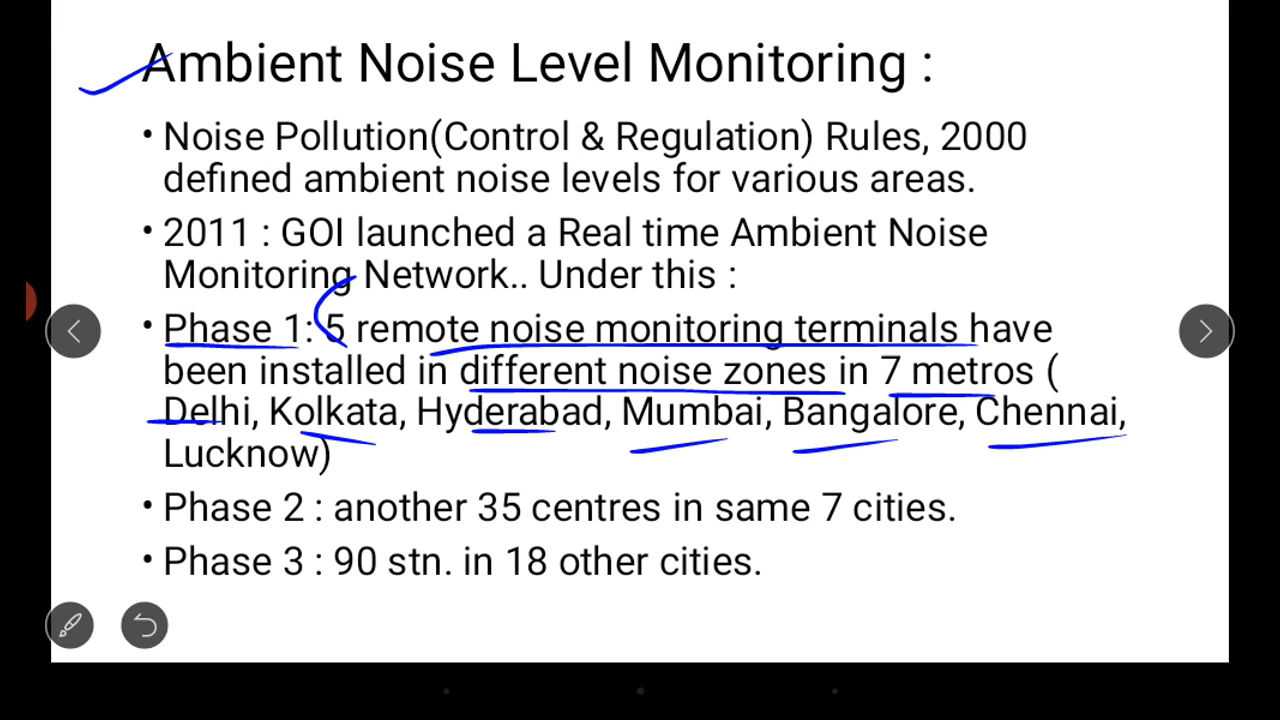 Ambient Noise Level Monitoring :
• Noise Pollution(Control & Regulation) Rules, 2000
defined ambient noise levels for various areas.
• 2011 : GOI launched a Real time Ambient Noise
Monitoring Network.. Under this :
• Phase 1: 5 remote noise monitoring terminals have
been installed in different noise zones in 7 metros (
Delhi, Kolkata, Hyderabad, Mumbai, Bangalore, Chennai,
Lucknow)
• Phase 2 : another 35 centres in same 7 cities.
• Phase 3 : 90 stn. in 18 other cities.